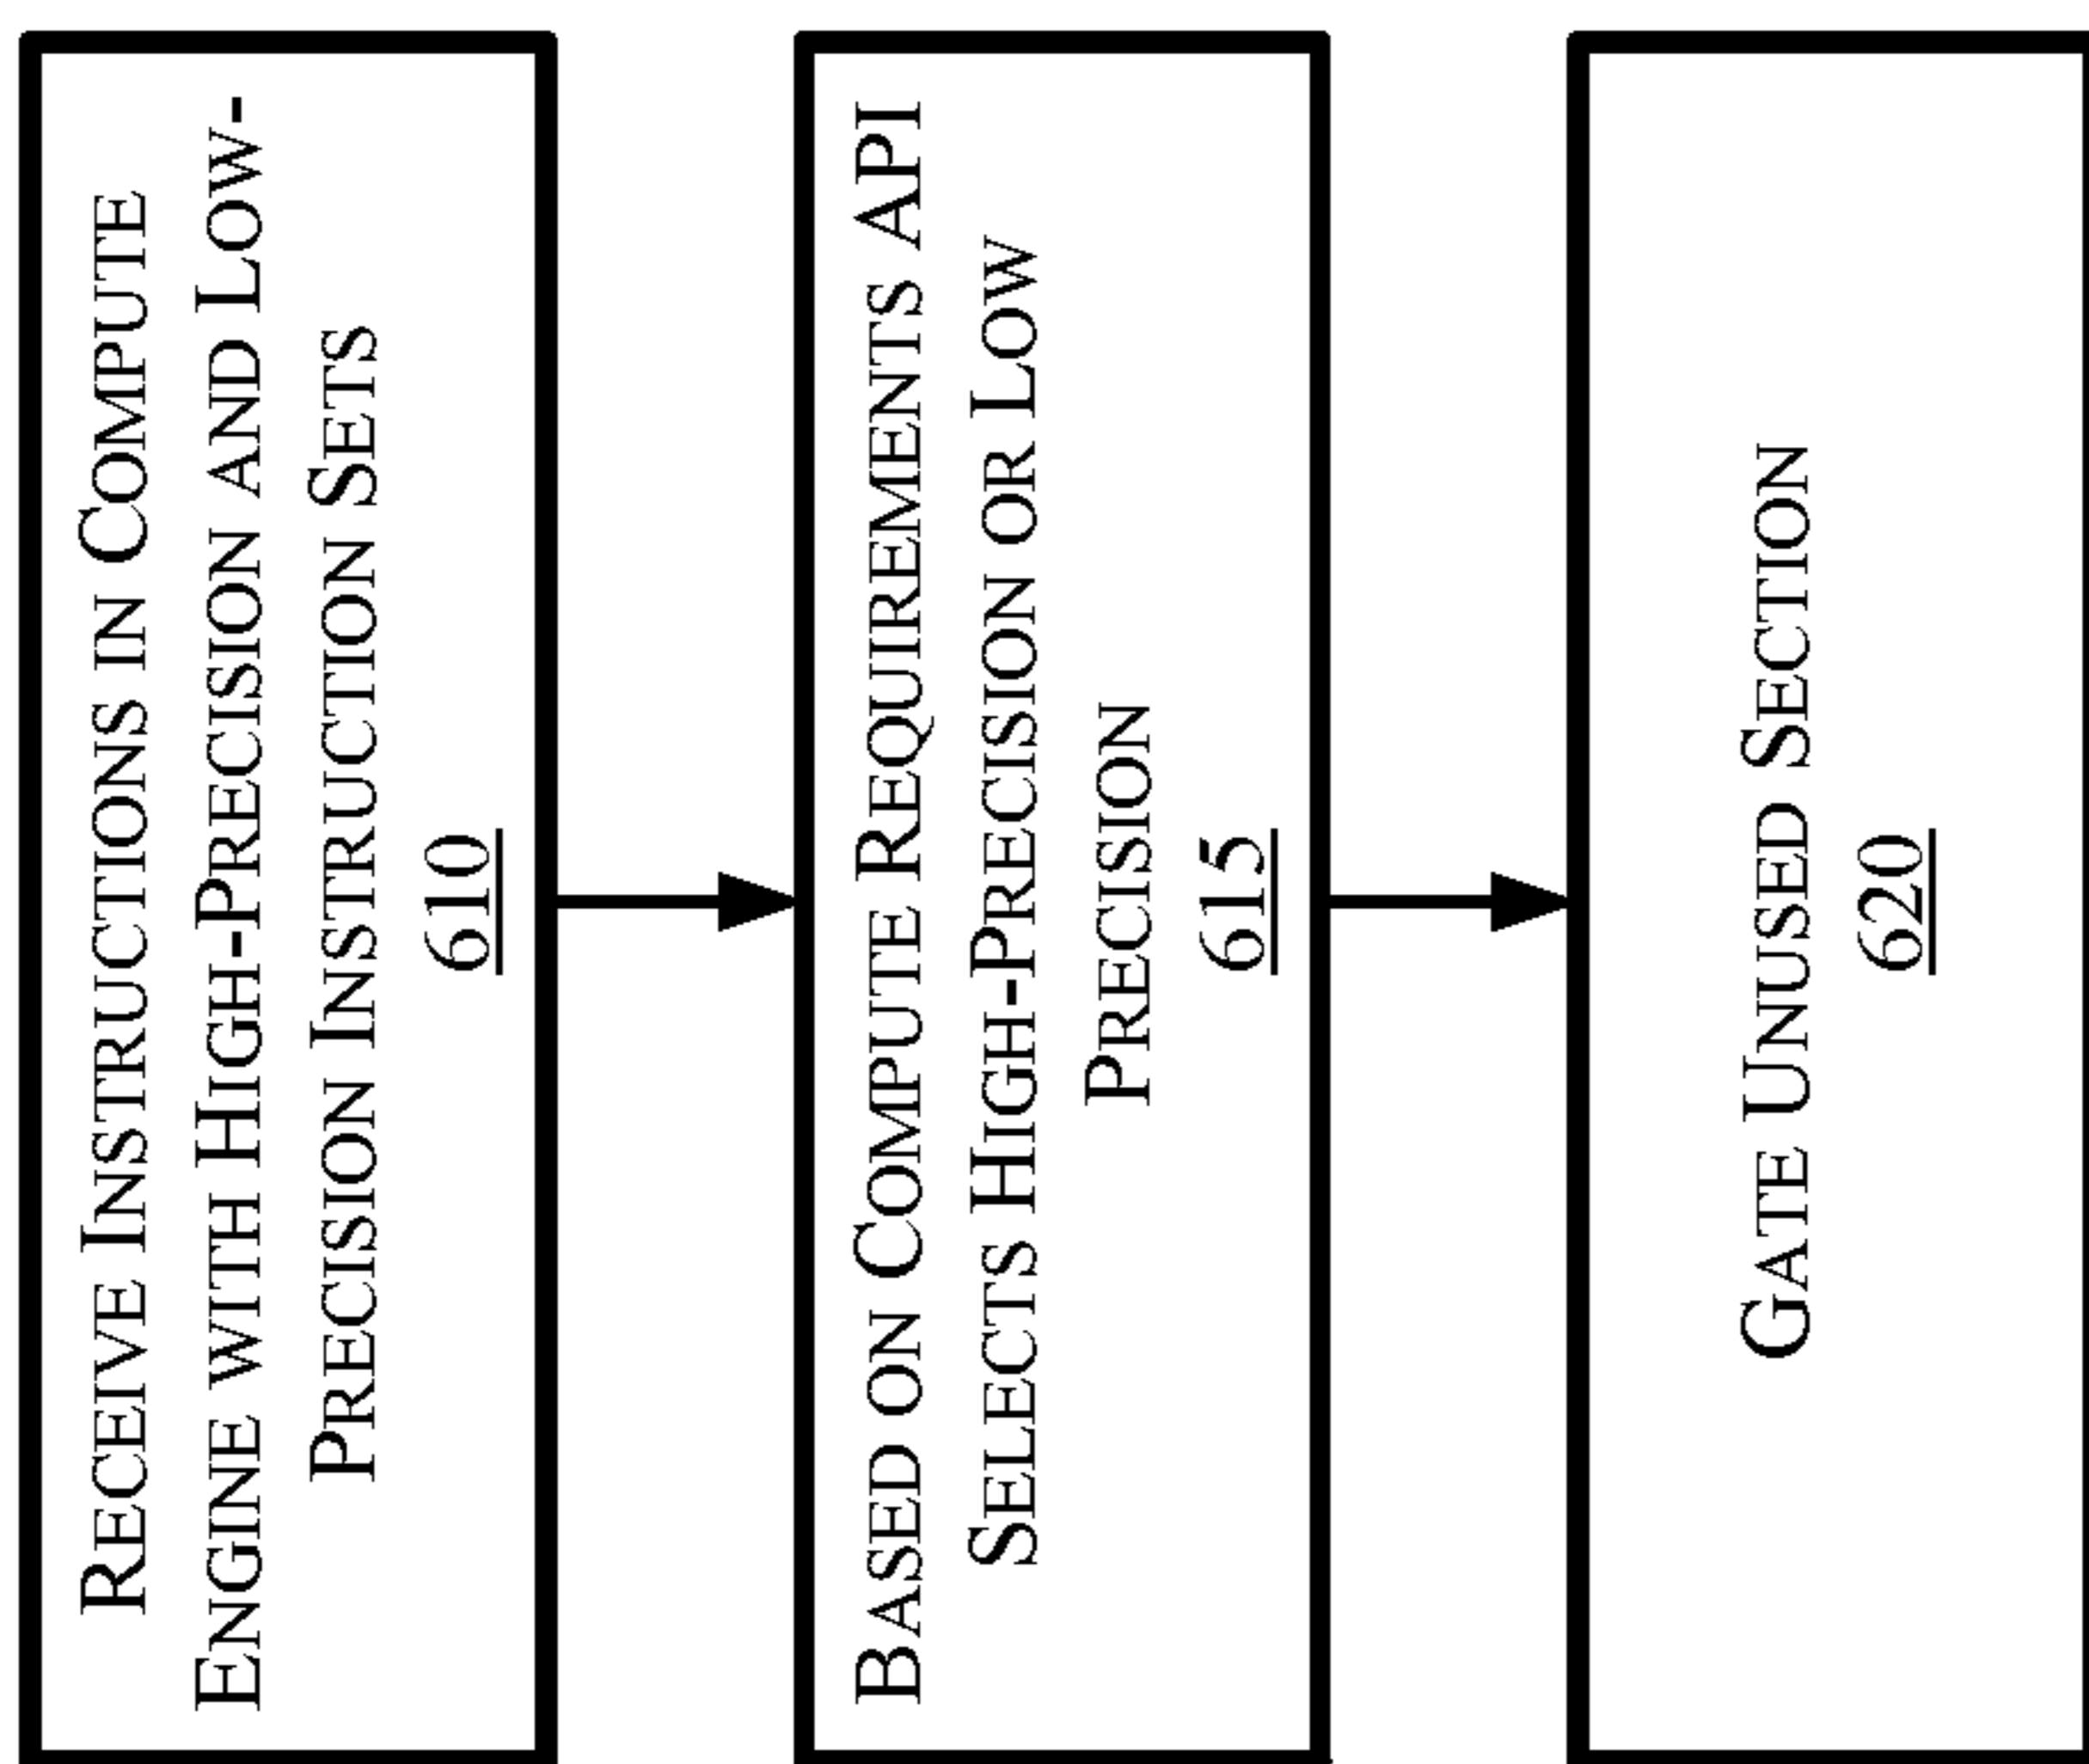 RECEIVE INSTRUCTIONS IN COMPUTE
ENGINE WITH HIGH-PRECISION AND LOW-
PRECISION INSTRUCTION SETS
610
BASED ON COMPUTE REQUIREMENTS API
SELECTS HIGH-PRECISION OR LOW
PRECISION
615
GATE UNUSED SECTION
620